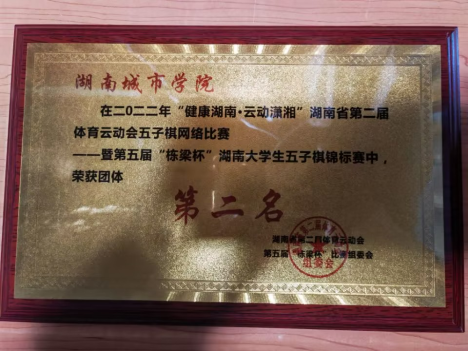 湖南城市学院
在二0二二年“健康湖南·云动潇湘”湖南省第二届
体育云动会五子棋网络比赛
——暨第五届“栋梁杯”湖南大学生五子棋锦标赛中，
荣获团体
第二名
湖南省第二届体育云动会
第五届“栋梁杯”比赛组委会
组委会